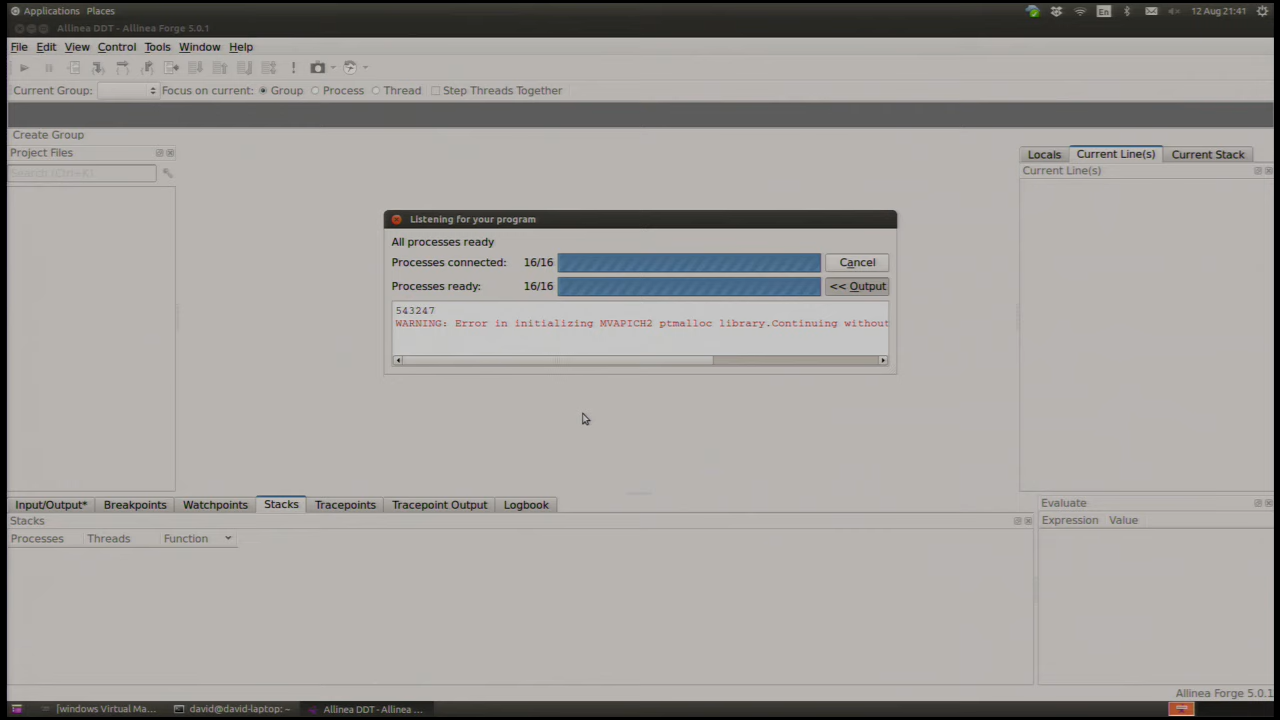 Applications Places
En 12 Aug 21:41
Allinea DDT - Allinea Forge 5.0.1
File Edit View Control Tools Window Help
Current Group: Focus on current: Group Process Thread Step Threads Together
Create Group
Project Files
Search (Ctrl+K)
Locals Current Line(s) Current Stack
Current Line(s)
Listening for your program
All processes ready
Processes connected: 16/16 Cancel
Processes ready: 16/16 << Output
543247
WARNING: Error in initializing MVAPICH2 ptmalloc library.Continuing without
Input/Output* Breakpoints Watchpoints Stacks Tracepoints Tracepoint Output Logbook
Stacks
Processes Threads Function
Evaluate
Expression Value
Allinea Forge 5.0.1
[windows Virtual Ma... david@david-laptop: ~ Allinea DDT - Allinea ...